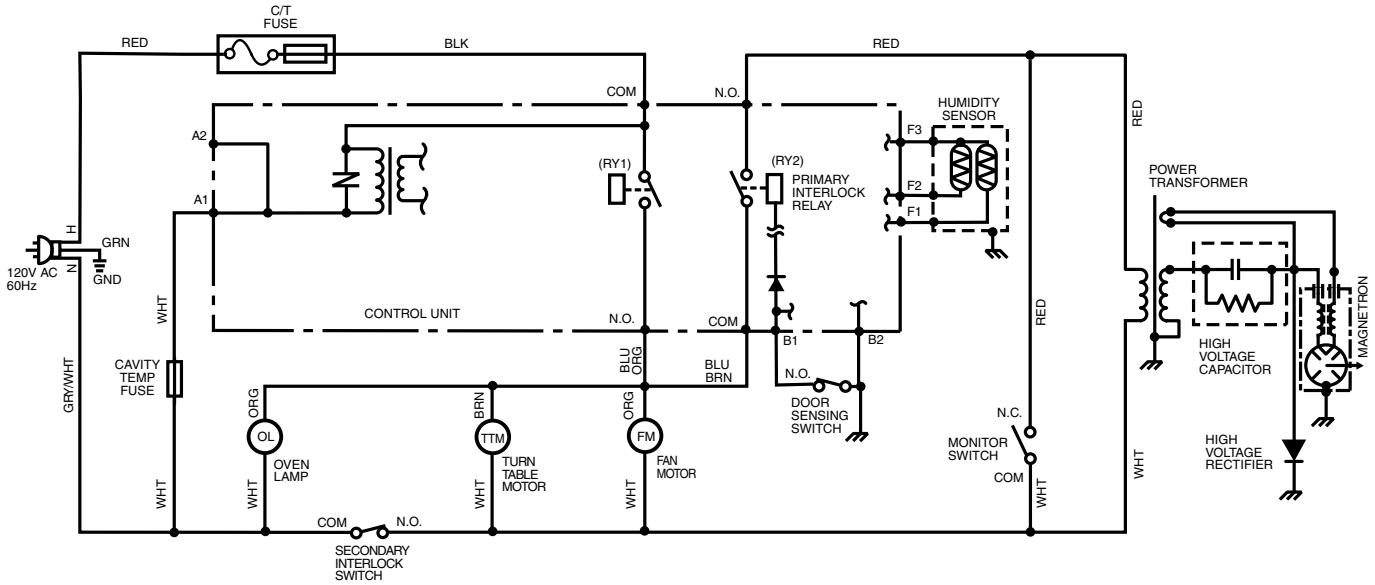 C/T
FUSE
RED
BLK
RED
COM
N.O.
HUMIDITY
SENSOR
RED
A2
F3
(RY1)
(RY2)
PRIMARY
INTERLOCK
RELAY
POWER
TRANSFORMER
A1
F2
F1
H
GRN
120V AC
60Hz
N
GND
WHT
CONTROL UNIT
N.O.
COM
B1
B2
RED
MAGNETRON
CAVITY
TEMP
FUSE
GRY/WHT
BLU
ORG
BLU
BRN
HIGH
VOLTAGE
CAPACITOR
N.O.
DOOR
SENSING
SWITCH
ORG
BRN
ORG
N.C.
OL
TTM
FM
MONITOR
SWITCH
HIGH
VOLTAGE
RECTIFIER
OVEN
LAMP
TURN
TABLE
MOTOR
FAN
MOTOR
COM
WHT
WHT
WHT
WHT
WHT
WHT
WHT
COM
N.O.
SECONDARY
INTERLOCK
SWITCH